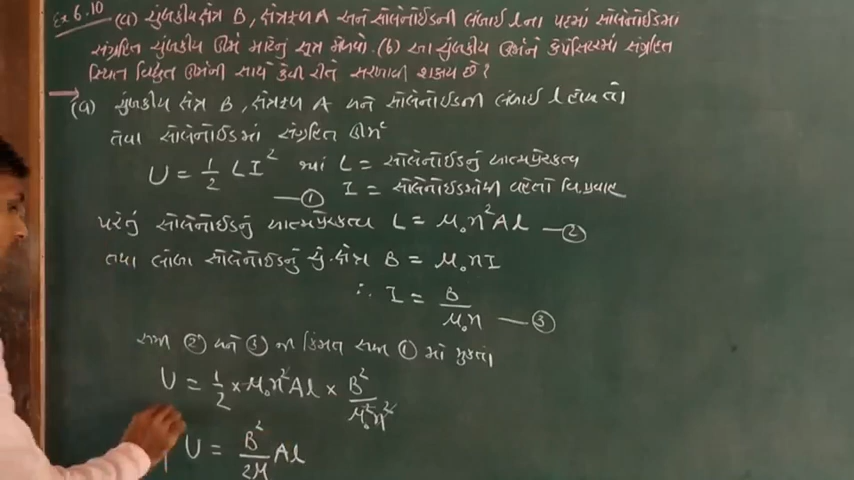 Ex 6.10 (a) ચુંબકીયક્ષેત્ર B, ક્ષેત્રફળ A અને સોલેનોઈડની લંબાઈ l ના પદમાં સોલેનોઈડમાં
સંગ્રહિત ચુંબકીય ઊર્જા માટેનું સૂત્ર મેળવો. (b) આ ચુંબકીય ઊર્જાને કેપેસિટરમાં સંગ્રહિત
સ્થિત વિદ્યુત ઊર્જાની સાથે કેવી રીતે સરખાવી શકાય છે?
(a) ચુંબકીય ક્ષેત્ર B, ક્ષેત્રફળ A અને સોલેનોઈડની લંબાઈ l હોય તો
તેવા સોલેનોઈડમાં સંગ્રહિત ઊર્જા
U = 1/2 LI² જ્યાં L = સોલેનોઈડનું આત્મપ્રેરકત્વ
—① I = સોલેનોઈડમાંથી વહેતો વિ.પ્રવાહ
પરંતુ સોલેનોઈડનું આત્મપ્રેરકત્વ L = μ₀n²Al —②
તથા લાંબા સોલેનોઈડનું ચું.ક્ષેત્ર B = μ₀nI
∴ I = B/μ₀n —③
સમી ② અને ③ ની કિંમત સમી ① માં મુકતાં
U = 1/2 × μ₀n²Al × B²/μ₀²n²
U = B²/2μ Al